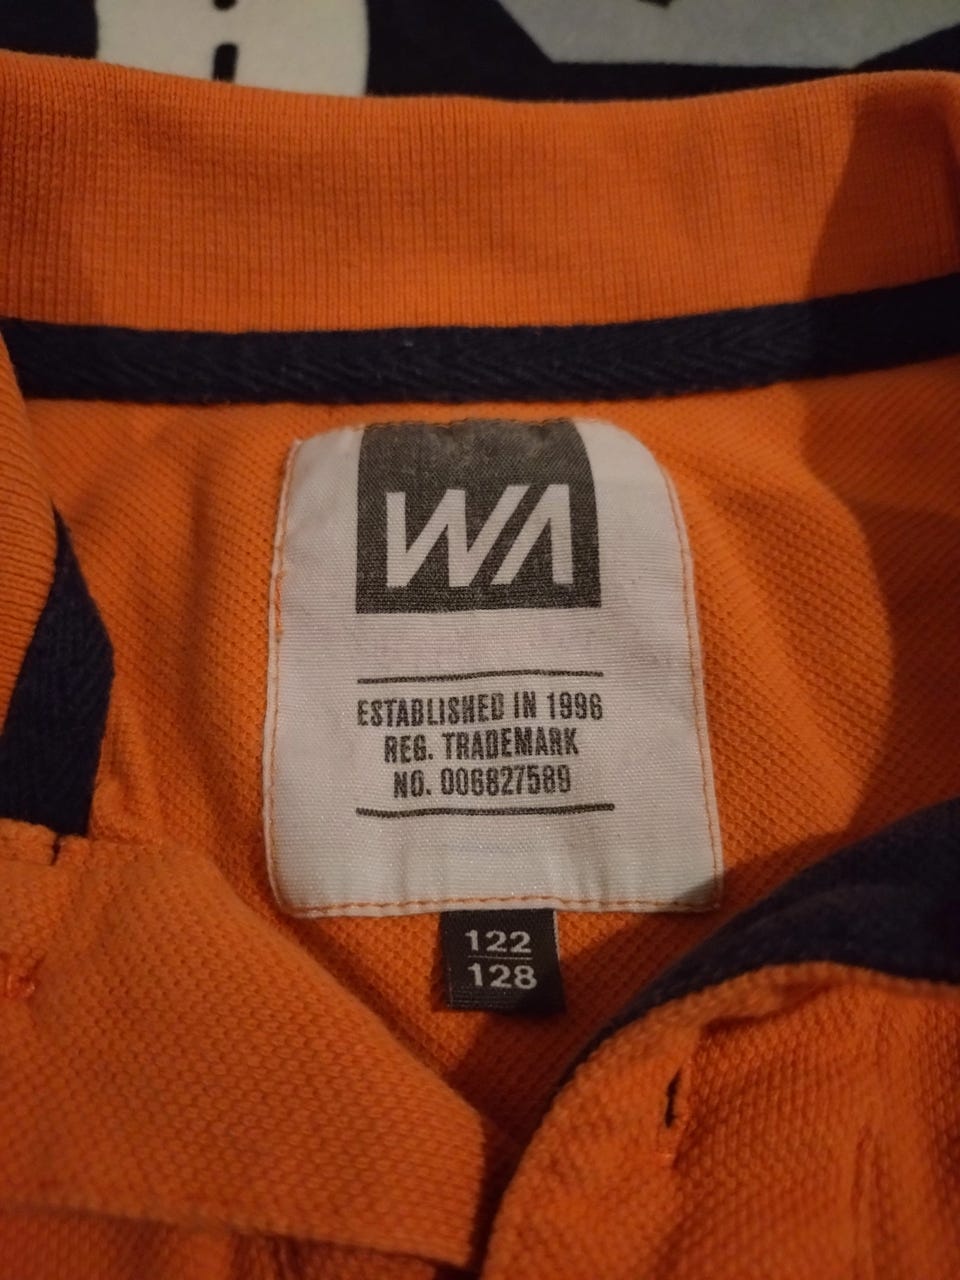 WA
ESTABLISHED IN 1996
REG. TRADEMARK
NO. 006827589
122
128